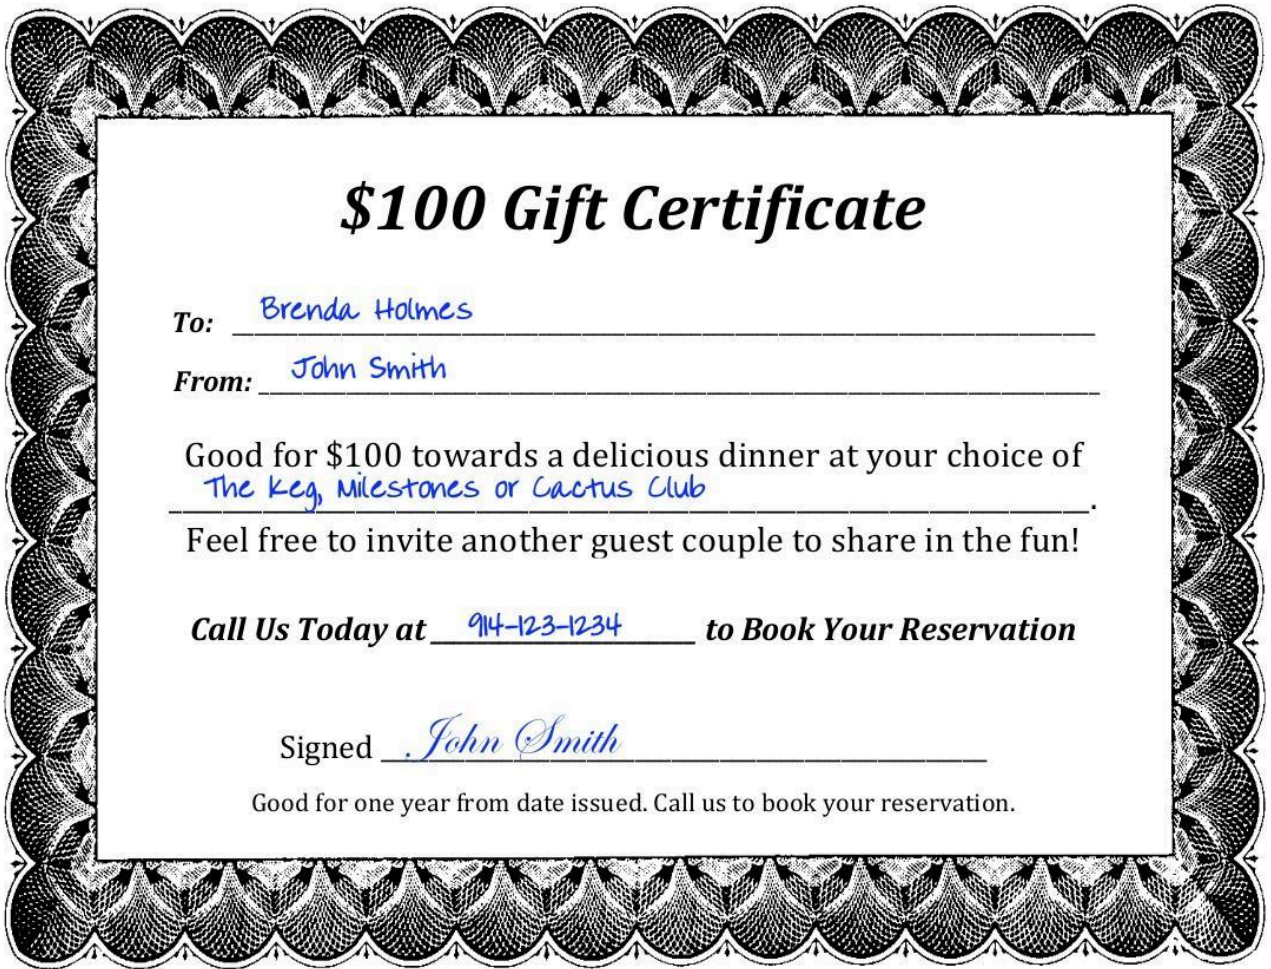 $100 Gift Certificate
To: Brenda Holmes
From: John Smith
Good for $100 towards a delicious dinner at your choice of
The Keg, Milestones or Cactus Club.
Feel free to invite another guest couple to share in the fun!
Call Us Today at 914-123-1234 to Book Your Reservation
Signed John Smith
Good for one year from date issued. Call us to book your reservation.